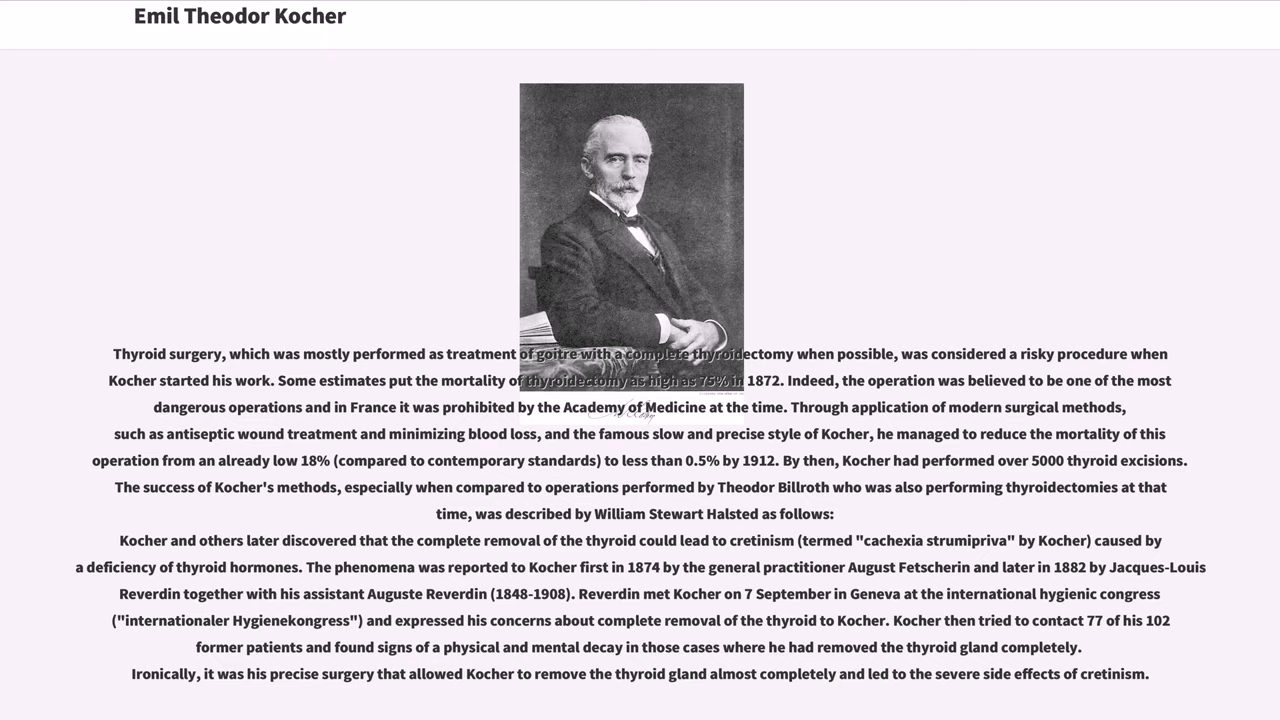 Emil Theodor Kocher
Thyroid surgery, which was mostly performed as treatment of goitre with a complete thyroidectomy when possible, was considered a risky procedure when
Kocher started his work. Some estimates put the mortality of thyroidectomy as high as 75% in 1872. Indeed, the operation was believed to be one of the most
dangerous operations and in France it was prohibited by the Academy of Medicine at the time. Through application of modern surgical methods,
such as antiseptic wound treatment and minimizing blood loss, and the famous slow and precise style of Kocher, he managed to reduce the mortality of this
operation from an already low 18% (compared to contemporary standards) to less than 0.5% by 1912. By then, Kocher had performed over 5000 thyroid excisions.
The success of Kocher's methods, especially when compared to operations performed by Theodor Billroth who was also performing thyroidectomies at that
time, was described by William Stewart Halsted as follows:
Kocher and others later discovered that the complete removal of the thyroid could lead to cretinism (termed "cachexia strumipriva" by Kocher) caused by
a deficiency of thyroid hormones. The phenomena was reported to Kocher first in 1874 by the general practitioner August Fetscherin and later in 1882 by Jacques-Louis
Reverdin together with his assistant Auguste Reverdin (1848-1908). Reverdin met Kocher on 7 September in Geneva at the international hygienic congress
("internationaler Hygienekongress") and expressed his concerns about complete removal of the thyroid to Kocher. Kocher then tried to contact 77 of his 102
former patients and found signs of a physical and mental decay in those cases where he had removed the thyroid gland completely.
Ironically, it was his precise surgery that allowed Kocher to remove the thyroid gland almost completely and led to the severe side effects of cretinism.